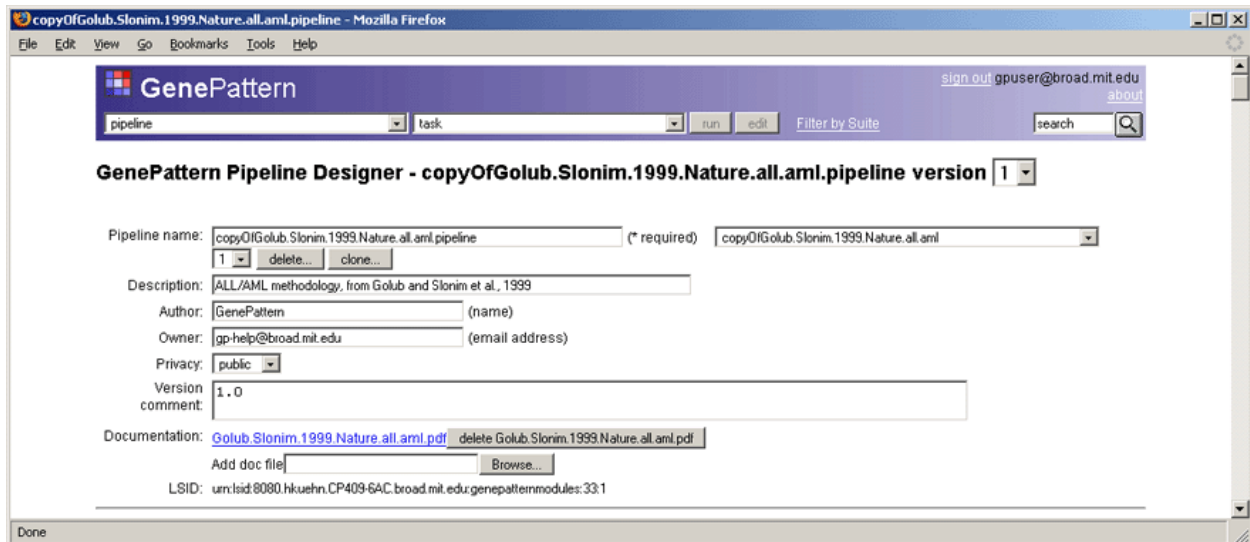 copyOfGolub.Slonim.1999.Nature.all.aml.pipeline - Mozilla Firefox
File Edit View Go Bookmarks Tools Help
GenePattern
sign out gpuser@broad.mit.edu
about
pipeline task run edit Filter by Suite search
GenePattern Pipeline Designer - copyOfGolub.Slonim.1999.Nature.all.aml.pipeline version 1
Pipeline name: copyOfGolub.Slonim.1999.Nature.all.aml.pipeline (* required) copyOfGolub.Slonim.1999.Nature.all.aml
1 delete... clone...
Description: ALL/AML methodology, from Golub and Slonim et al., 1999
Author: GenePattern (name)
Owner: gp-help@broad.mit.edu (email address)
Privacy: public
Version comment: 1.0
Documentation: Golub.Slonim.1999.Nature.all.aml.pdf delete Golub.Slonim.1999.Nature.all.aml.pdf
Add doc file Browse...
LSID: urn:lsid:8080.hkuehn.CP409-6AC.broad.mit.edu:genepatternmodules:33:1
Done